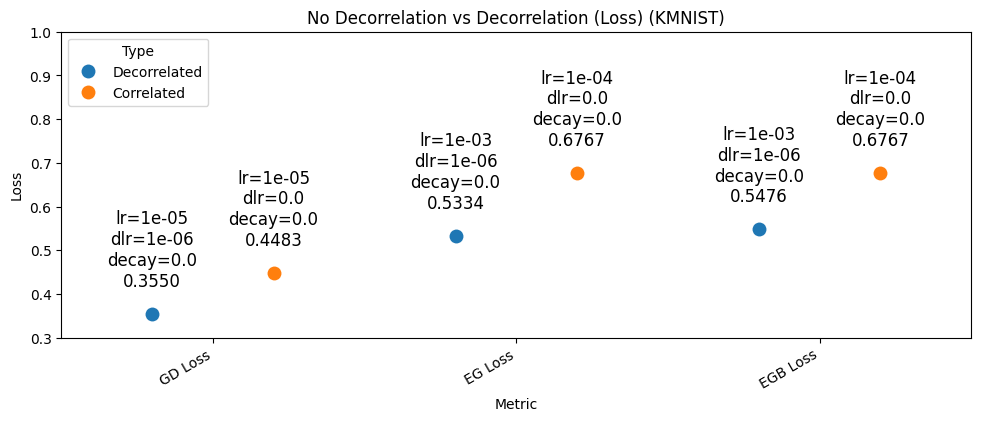 No Decorrelation vs Decorrelation (Loss) (KMNIST)
Type
Decorrelated
Correlated
Loss
1.0
0.9
0.8
0.7
0.6
0.5
0.4
0.3
lr=1e-05
dlr=1e-06
decay=0.0
0.3550
lr=1e-05
dlr=0.0
decay=0.0
0.4483
lr=1e-03
dlr=1e-06
decay=0.0
0.5334
lr=1e-04
dlr=0.0
decay=0.0
0.6767
lr=1e-03
dlr=1e-06
decay=0.0
0.5476
lr=1e-04
dlr=0.0
decay=0.0
0.6767
GD Loss
EG Loss
EGB Loss
Metric